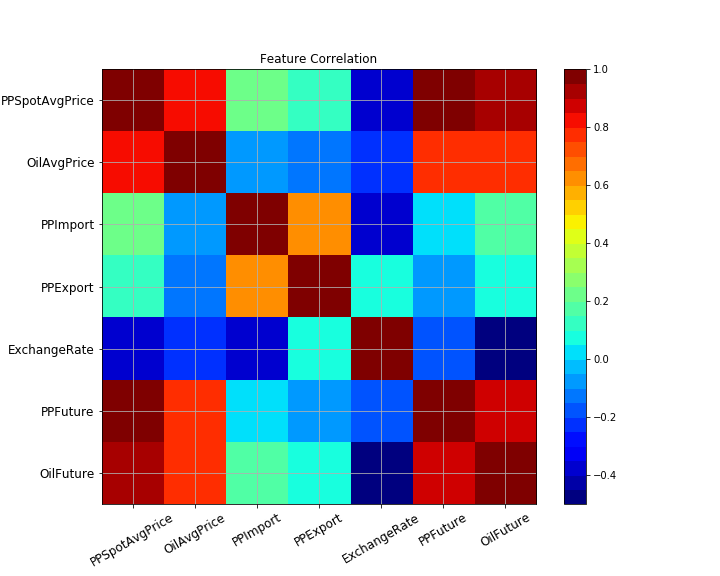 Feature Correlation
PPSpotAvgPrice
OilAvgPrice
PPImport
PPExport
ExchangeRate
PPFuture
OilFuture
PPSpotAvgPrice
OilAvgPrice
PPImport
PPExport
ExchangeRate
PPFuture
OilFuture
1.0
0.8
0.6
0.4
0.2
0.0
−0.2
−0.4